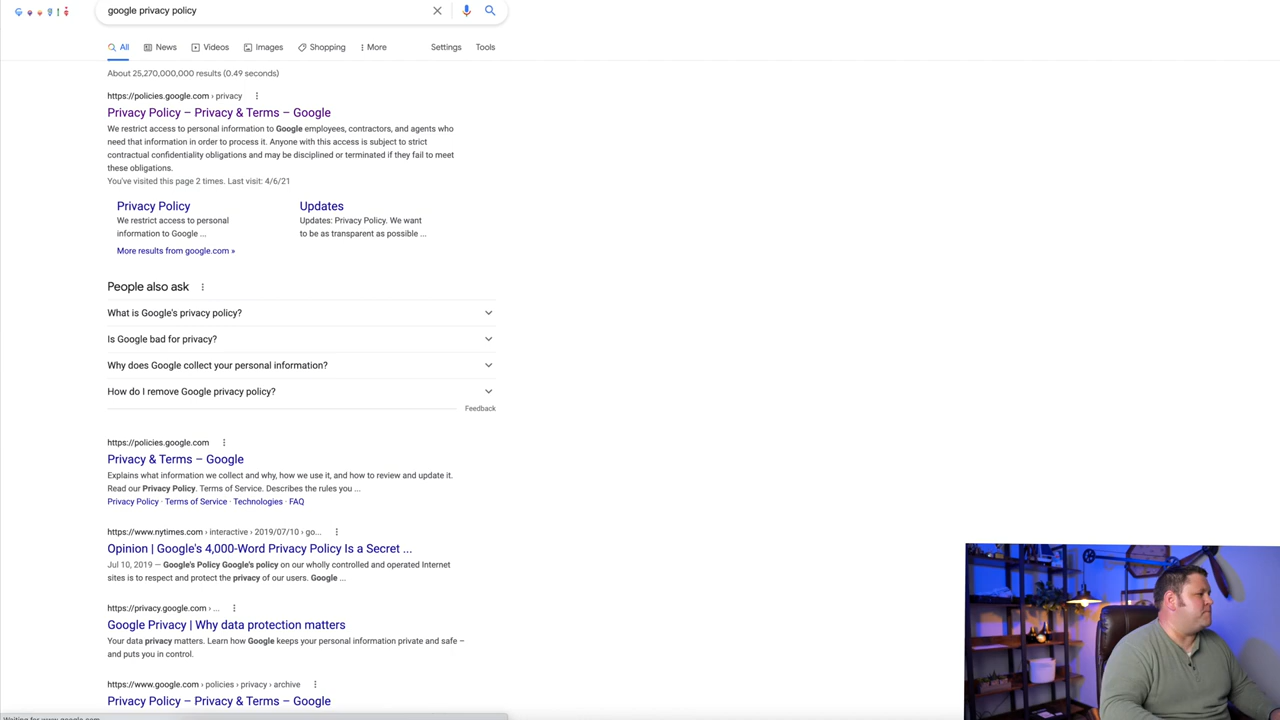 google privacy policy
All News Videos Images Shopping More Settings Tools
About 25,270,000,000 results (0.49 seconds)
https://policies.google.com › privacy
Privacy Policy – Privacy & Terms – Google
We restrict access to personal information to Google employees, contractors, and agents who
need that information in order to process it. Anyone with this access is subject to strict
contractual confidentiality obligations and may be disciplined or terminated if they fail to meet
these obligations.
You've visited this page 2 times. Last visit: 4/6/21
Privacy Policy
We restrict access to personal
information to Google ...
Updates
Updates: Privacy Policy. We want
to be as transparent as possible ...
More results from google.com »
People also ask
What is Google's privacy policy?
Is Google bad for privacy?
Why does Google collect your personal information?
How do I remove Google privacy policy?
Feedback
https://policies.google.com
Privacy & Terms – Google
Explains what information we collect and why, how we use it, and how to review and update it.
Read our Privacy Policy. Terms of Service. Describes the rules you ...
Privacy Policy · Terms of Service · Technologies · FAQ
https://www.nytimes.com › interactive › 2019/07/10 › go...
Opinion | Google's 4,000-Word Privacy Policy Is a Secret ...
Jul 10, 2019 — Google's Policy Google's policy on our wholly controlled and operated Internet
sites is to respect and protect the privacy of our users. Google ...
https://privacy.google.com › ...
Google Privacy | Why data protection matters
Your data privacy matters. Learn how Google keeps your personal information private and safe –
and puts you in control.
https://www.google.com › policies › privacy › archive
Privacy Policy – Privacy & Terms – Google
Waiting for www.google.com